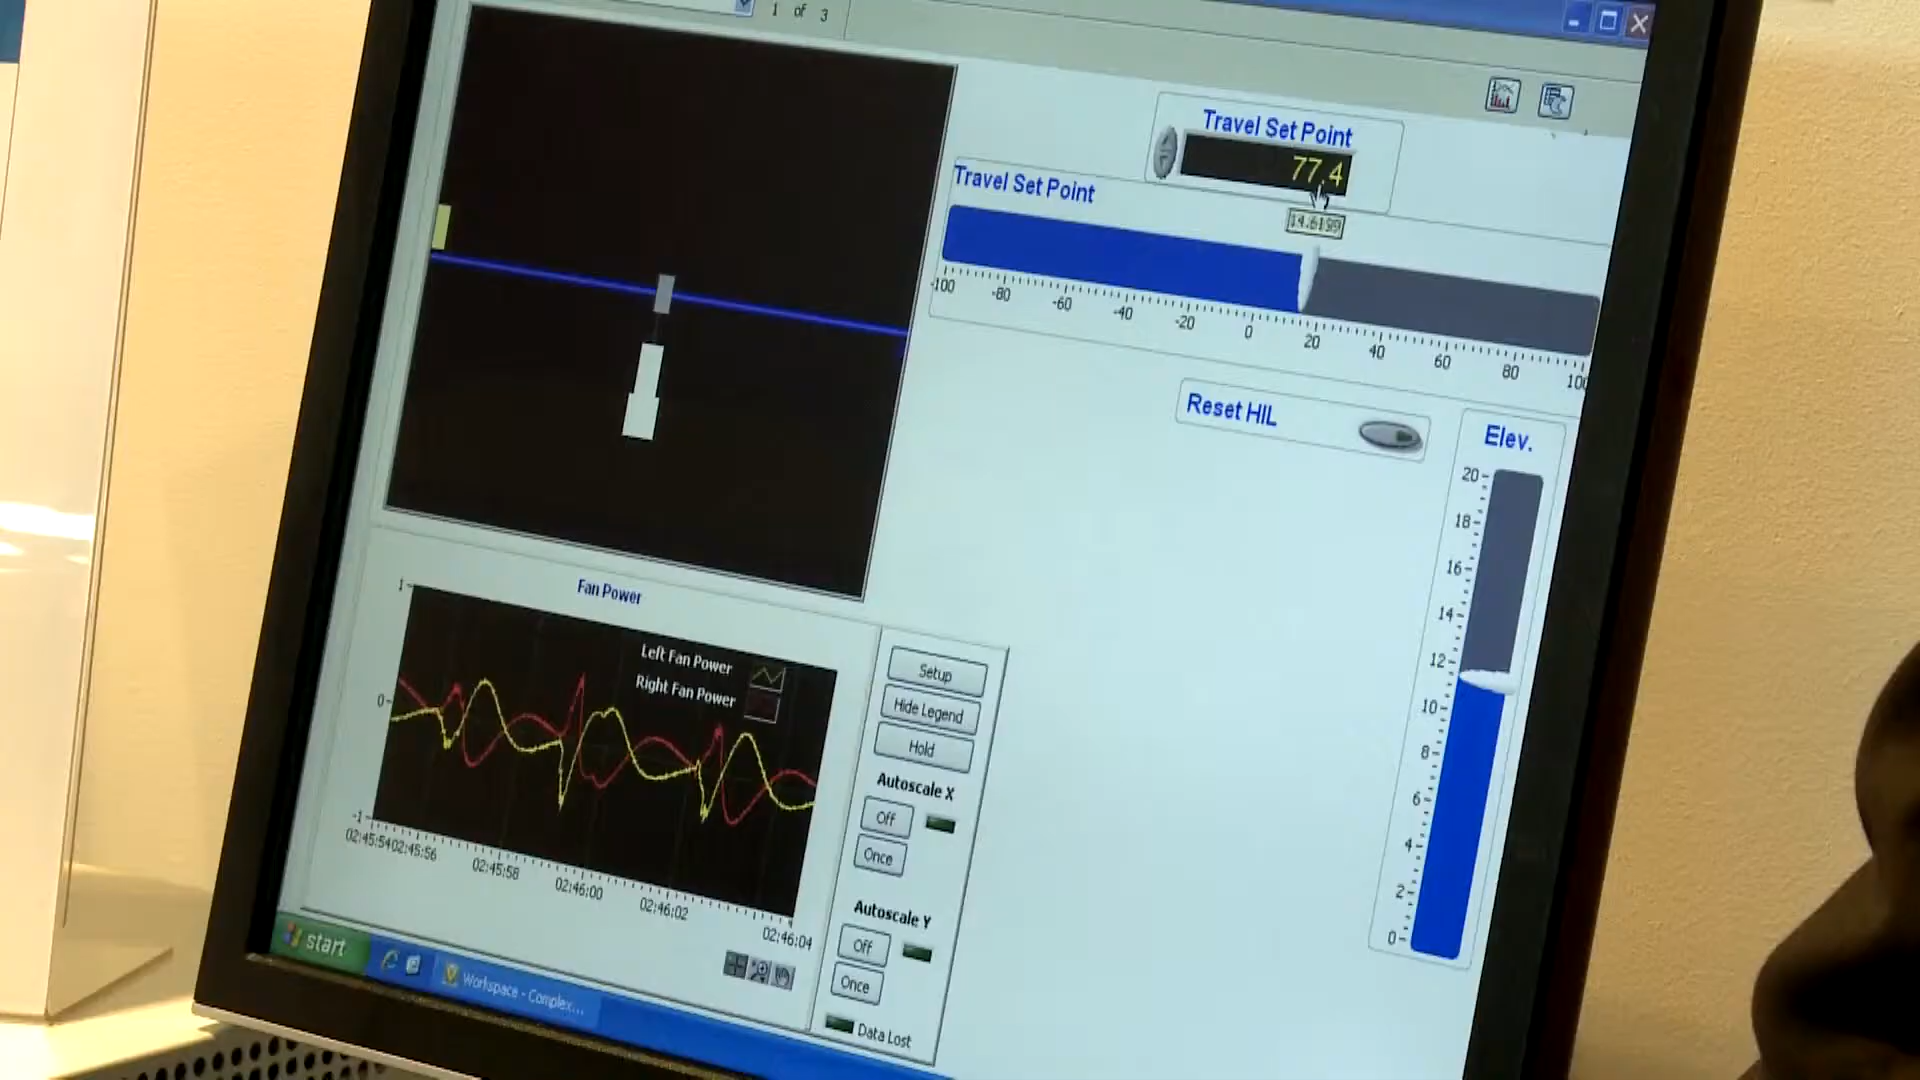 1 of 3
Travel Set Point
77.4
Travel Set Point
14.6199
-100 -80 -60 -40 -20 0 20 40 60 80 100
Reset HIL
Elev.
20
18
16
14
12
10
8
6
4
2
0
Fan Power
1
0
-1
Left Fan Power
Right Fan Power
02:45:54 02:45:56 02:45:58 02:46:00 02:46:02 02:46:04
Setup
Hide Legend
Hold
Autoscale X
Off
Once
Autoscale Y
Off
Once
Data Lost
start
Workspace - Complex...